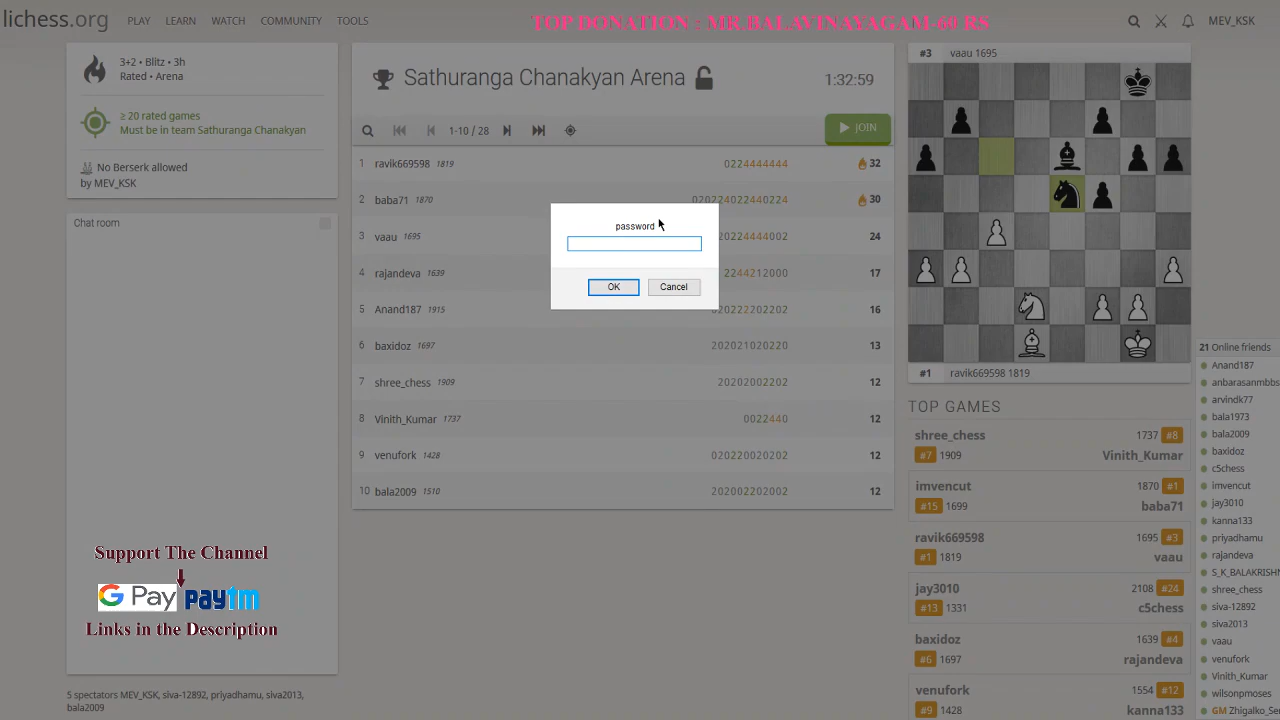 lichess.org
PLAY LEARN WATCH COMMUNITY TOOLS
TOP DONATION : MR.BALAVINAYAGAM-60 RS
MEV_KSK
3+2 • Blitz • 3h
Rated • Arena
≥ 20 rated games
Must be in team Sathuranga Chanakyan
No Berserk allowed
by MEV_KSK
Chat room
Support The Channel
G Pay paytm
Links in the Description
5 spectators MEV_KSK, siva-12892, priyadhamu, siva2013,
bala2009
Sathuranga Chanakyan Arena 1:32:59
1-10 / 28 JOIN
1 ravik669598 1819 0224444444 32
2 baba71 1870 020224022440224 30
3 vaau 1695 20224444002 24
4 rajandeva 1639 2244212000 17
5 Anand187 1915 020222202202 16
6 baxidoz 1697 202021020220 13
7 shree_chess 1909 20202002202 12
8 Vinith_Kumar 1737 0022440 12
9 venufork 1428 020220020202 12
10 bala2009 1510 202002202002 12
password
OK Cancel
#3 vaau 1695
#1 ravik669598 1819
TOP GAMES
shree_chess 1737 #8
#7 1909 Vinith_Kumar
imvencut 1870 #1
#15 1699 baba71
ravik669598 1695 #3
#1 1819 vaau
jay3010 2108 #24
#13 1331 c5chess
baxidoz 1639 #4
#6 1697 rajandeva
venufork 1554 #12
#9 1428 kanna133
21 Online friends
Anand187
anbarasanmbbs
arvindk77
bala1973
bala2009
baxidoz
c5chess
imvencut
jay3010
kanna133
priyadhamu
rajandeva
S_K_BALAKRISHN
shree_chess
siva-12892
siva2013
vaau
venufork
Vinith_Kumar
wilsonpmoses
GM Zhigalko_Se